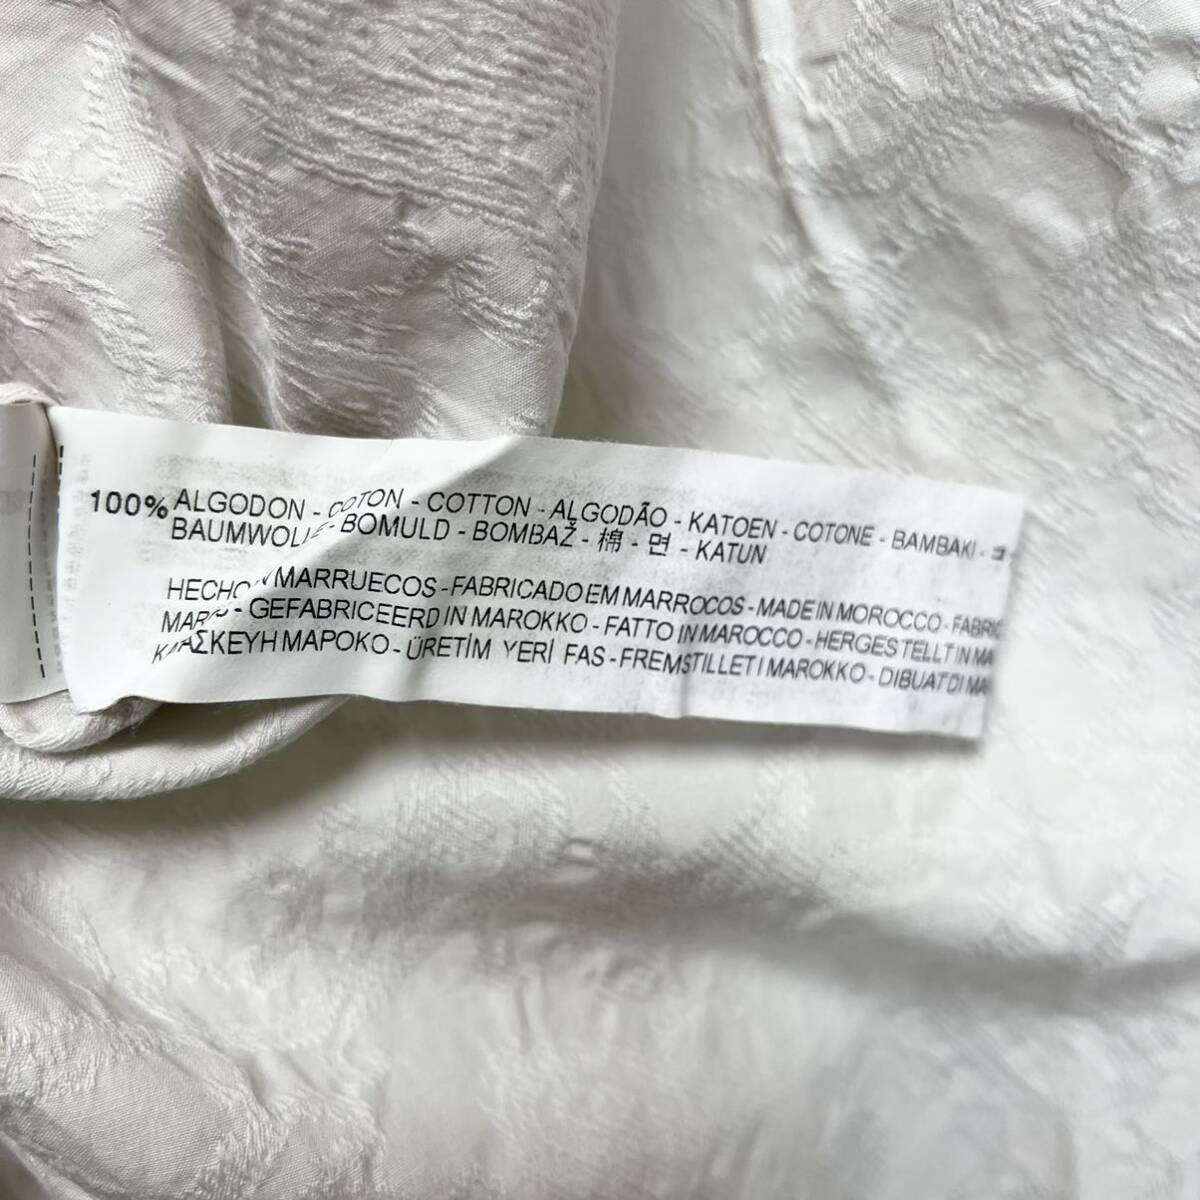 100% ALGODON - COTON - COTTON - ALGODÃO - KATOEN - COTONE - BAMBAKI -
BAUMWOLLE - BOMULD - BOMBAŽ - 棉 - 면 - KATUN
HECHO MARRUECOS - FABRICADO EM MARROCOS - MADE IN MOROCCO -
- GEFABRICEERD IN MAROKKO - FATTO IN MAROCCO - HERGESTELLT IN
ΜΑΡΟΚΟ - ÜRETİM YERİ FAS - FREMSTILLET I MAROKKO - DIBUAT DI